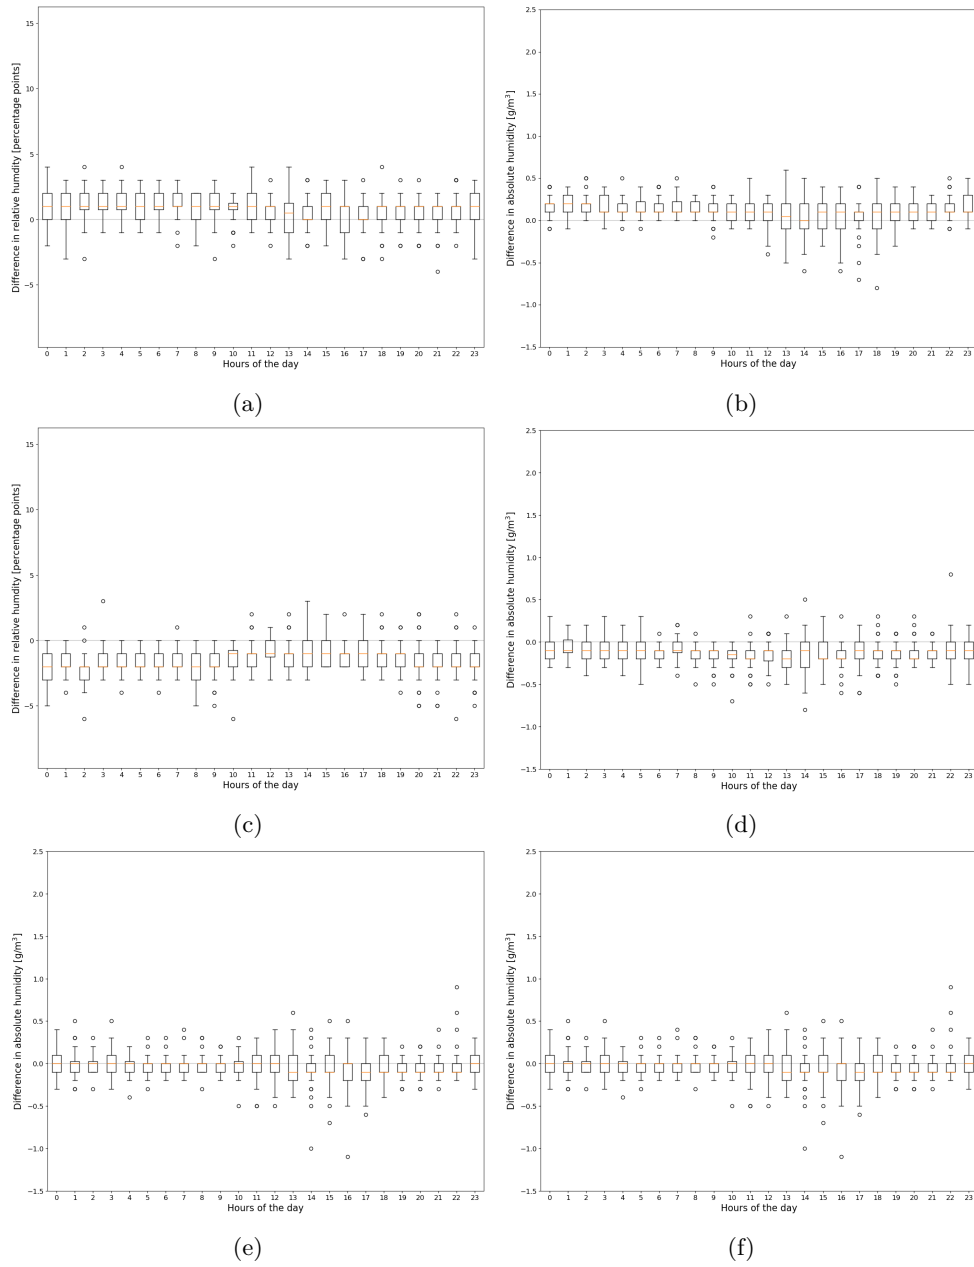 15
10
5
0
−5
Difference in relative humdity [percentage points]
0 1 2 3 4 5 6 7 8 9 10 11 12 13 14 15 16 17 18 19 20 21 22 23
Hours of the day
(a)
2.5
2.0
1.5
1.0
0.5
0.0
−0.5
−1.0
−1.5
Difference in absolute humidity [g/m³]
0 1 2 3 4 5 6 7 8 9 10 11 12 13 14 15 16 17 18 19 20 21 22 23
Hours of the day
(b)
15
10
5
0
−5
Difference in relative humdity [percentage points]
0 1 2 3 4 5 6 7 8 9 10 11 12 13 14 15 16 17 18 19 20 21 22 23
Hours of the day
(c)
2.5
2.0
1.5
1.0
0.5
0.0
−0.5
−1.0
−1.5
Difference in absolute humidity [g/m³]
0 1 2 3 4 5 6 7 8 9 10 11 12 13 14 15 16 17 18 19 20 21 22 23
Hours of the day
(d)
2.5
2.0
1.5
1.0
0.5
0.0
−0.5
−1.0
−1.5
Difference in absolute humidity [g/m³]
0 1 2 3 4 5 6 7 8 9 10 11 12 13 14 15 16 17 18 19 20 21 22 23
Hours of the day
(e)
2.5
2.0
1.5
1.0
0.5
0.0
−0.5
−1.0
−1.5
Difference in absolute humidity [g/m³]
0 1 2 3 4 5 6 7 8 9 10 11 12 13 14 15 16 17 18 19 20 21 22 23
Hours of the day
(f)